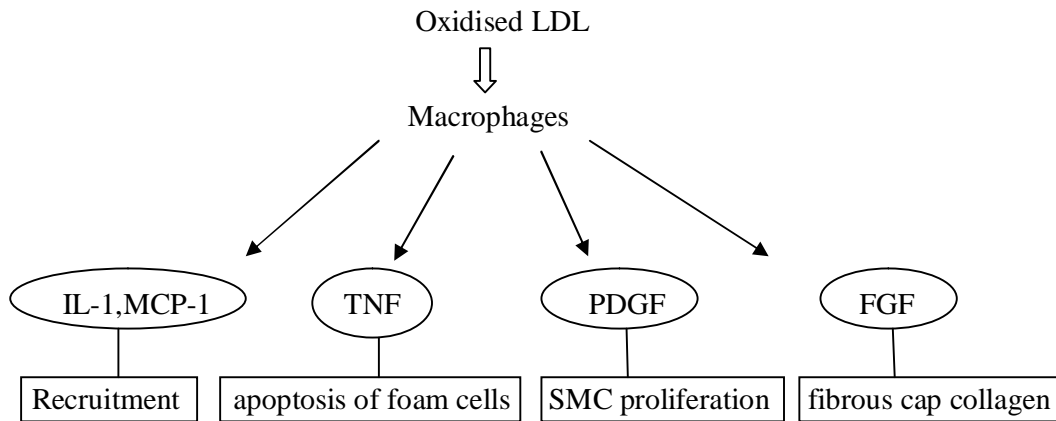 Oxidised LDL
Macrophages
IL-1,MCP-1 TNF PDGF FGF
Recruitment apoptosis of foam cells SMC proliferation fibrous cap collagen